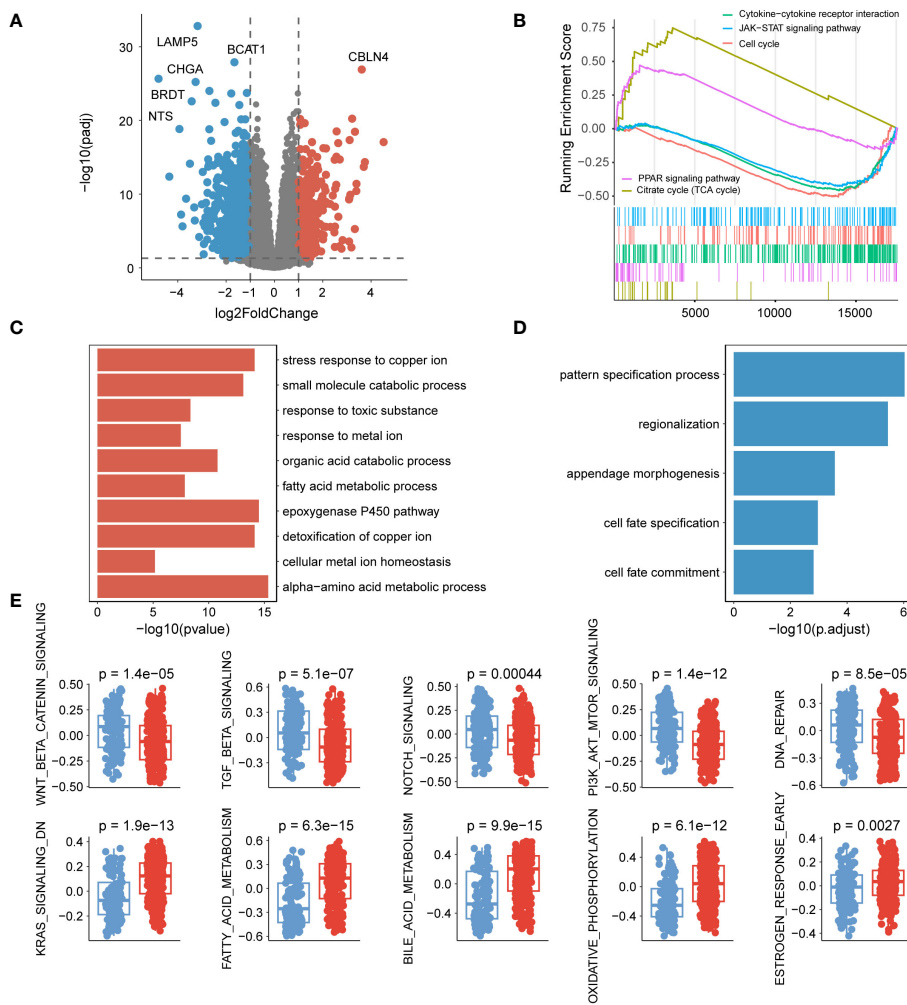 A
30
20
10
0
−log10(padj)
LAMP5
BCAT1
CHGA
CBLN4
BRDT
NTS
−4
−2
−1
0
1
2
4
log2FoldChange
B
Cytokine−cytokine receptor interaction
JAK−STAT signaling pathway
Cell cycle
0.75
0.50
0.25
0.00
−0.25
−0.50
Running Enrichment Score
PPAR signaling pathway
Citrate cycle (TCA cycle)
5000
10000
15000
C
stress response to copper ion
small molecule catabolic process
response to toxic substance
response to metal ion
organic acid catabolic process
fatty acid metabolic process
epoxygenase P450 pathway
detoxification of copper ion
cellular metal ion homeostasis
alpha−amino acid metabolic process
0
5
10
15
−log10(pvalue)
D
pattern specification process
regionalization
appendage morphogenesis
cell fate specification
cell fate commitment
0
2
4
6
−log10(p.adjust)
E
WNT_BETA_CATENIN_SIGNALING
p = 1.4e−05
0.50
0.25
0.00
−0.25
−0.50
TGF_BETA_SIGNALING
p = 5.1e−07
0.6
0.3
0.0
−0.3
NOTCH_SIGNALING
p = 0.00044
0.50
0.25
0.00
−0.25
−0.50
PI3K_AKT_MTOR_SIGNALING
p = 1.4e−12
0.50
0.25
0.00
−0.25
−0.50
DNA_REPAIR
p = 8.5e−05
0.6
0.3
0.0
−0.3
−0.6
KRAS_SIGNALING_DN
p = 1.9e−13
0.4
0.2
0.0
−0.2
FATTY_ACID_METABOLISM
p = 6.3e−15
0.3
0.0
−0.3
−0.6
BILE_ACID_METABOLISM
p = 9.9e−15
0.4
0.0
−0.4
OXIDATIVE_PHOSPHORYLATION
p = 6.1e−12
0.4
0.0
−0.4
ESTROGEN_RESPONSE_EARLY
p = 0.0027
0.4
0.2
0.0
−0.2
−0.4